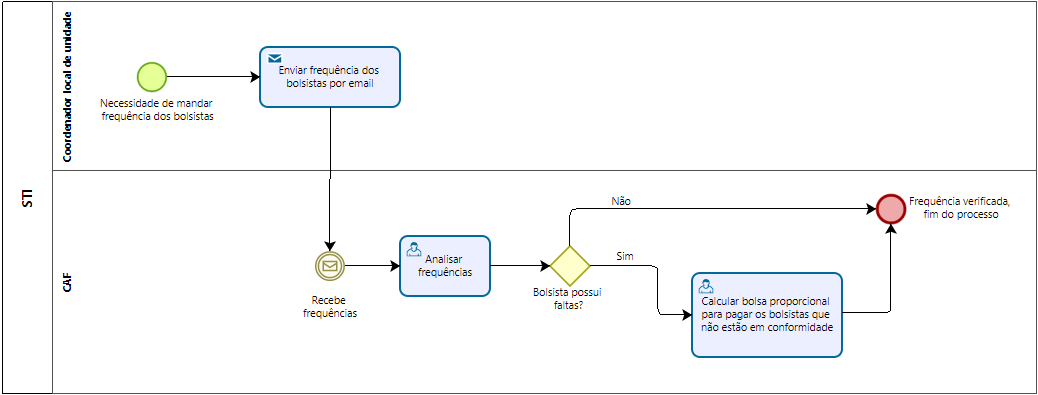 STI
Coordenador local de unidade
Necessidade de mandar
frequência dos bolsistas
Enviar frequência dos
bolsistas por email
CAF
Recebe
frequências
Analisar
frequências
Bolsista possui
faltas?
Não
Sim
Calcular bolsa proporcional
para pagar os bolsistas que
não estão em conformidade
Frequência verificada,
fim do processo